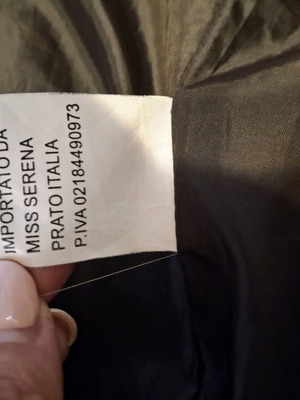 IMPORTATO DA
MISS SERENA
PRATO ITALIA
P.IVA 02184490973